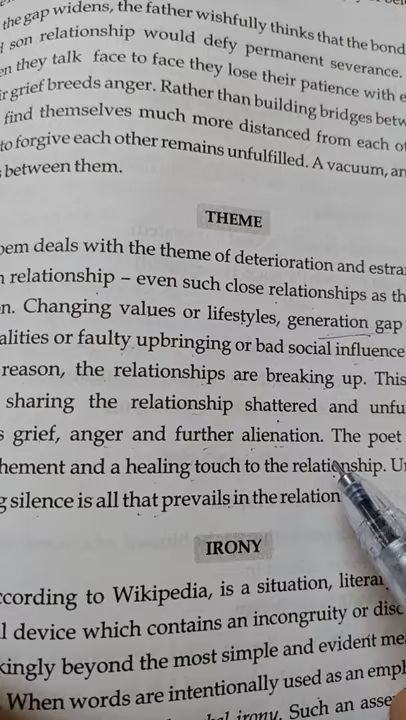 the gap widens, the father wishfully thinks that the bond
son relationship would defy permanent severance.
en they talk face to face they lose their patience with e
ir grief breeds anger. Rather than building bridges betw
find themselves much more distanced from each ot
to forgive each other remains unfulfilled. A vacuum, an
s between them.
THEME
oem deals with the theme of deterioration and estra
n relationship – even such close relationships as th
on. Changing values or lifestyles, generation gap
alities or faulty upbringing or bad social influence
reason, the relationships are breaking up. This
sharing the relationship shattered and unfu
s grief, anger and further alienation. The poet
hement and a healing touch to the relationship. U
g silence is all that prevails in the relation
IRONY
ccording to Wikipedia, is a situation, litera
l device which contains an incongruity or disc
kingly beyond the most simple and evident me
When words are intentionally used as an emph
irony. Such an asse